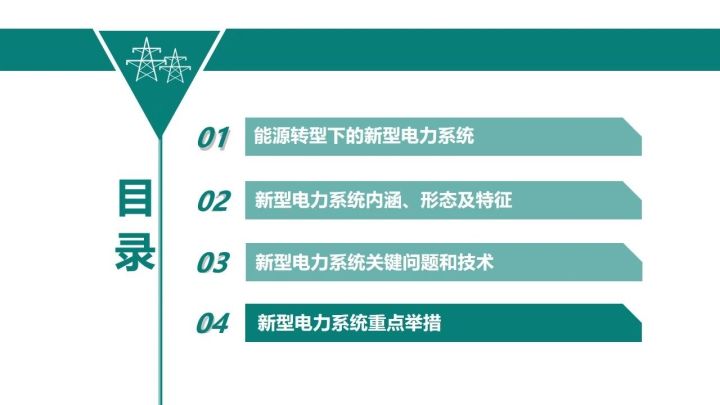 目录
01 能源转型下的新型电力系统
02 新型电力系统内涵、形态及特征
03 新型电力系统关键问题和技术
04 新型电力系统重点举措